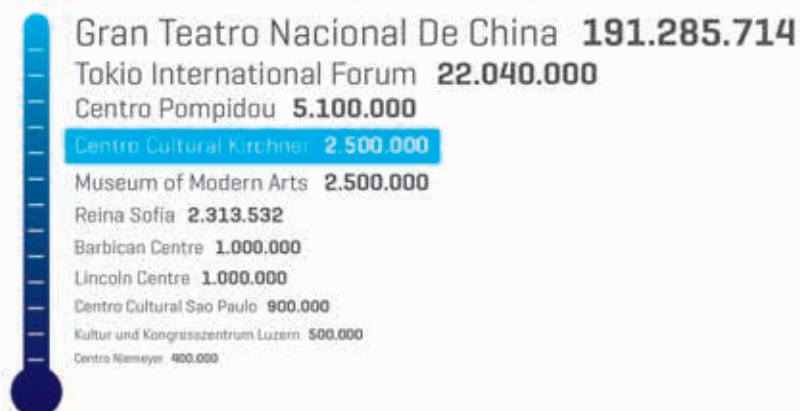 Gran Teatro Nacional De China 191.285.714
Tokio International Forum 22.040.000
Centro Pompidou 5.100.000
Centro Cultural Kirchner 2.500.000
Museum of Modern Arts 2.500.000
Reina Sofía 2.313.532
Barbican Centre 1.000.000
Lincoln Centre 1.000.000
Centro Cultural Sao Paulo 900.000
Kultur und Kongresszentrum Luzern 500.000
Centro Niemeyer 400.000